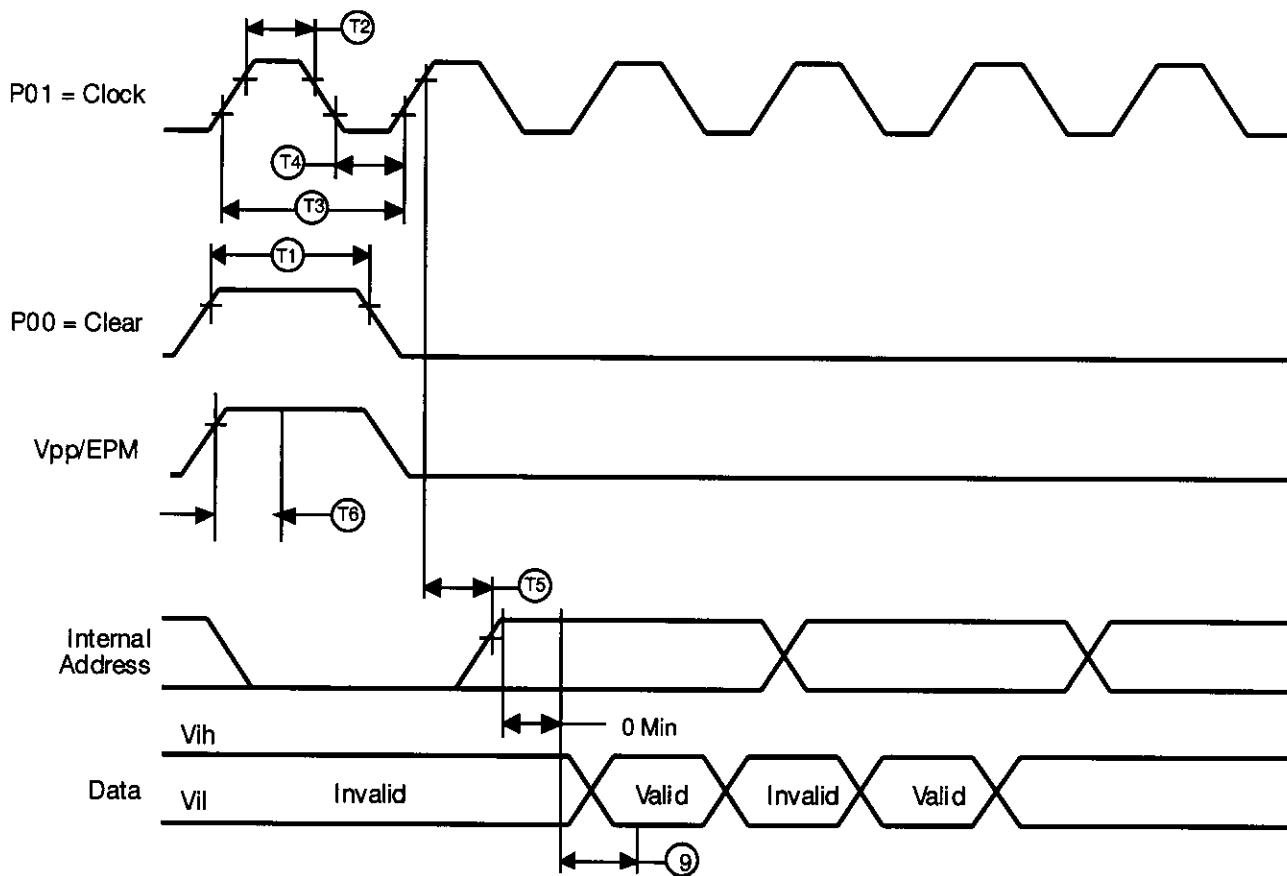 T2
P01 = Clock
T4
T3
T1
P00 = Clear
Vpp/EPM
T6
T5
Internal
Address
0 Min
Vih
Data
Vil
Invalid
Valid
Invalid
Valid
9